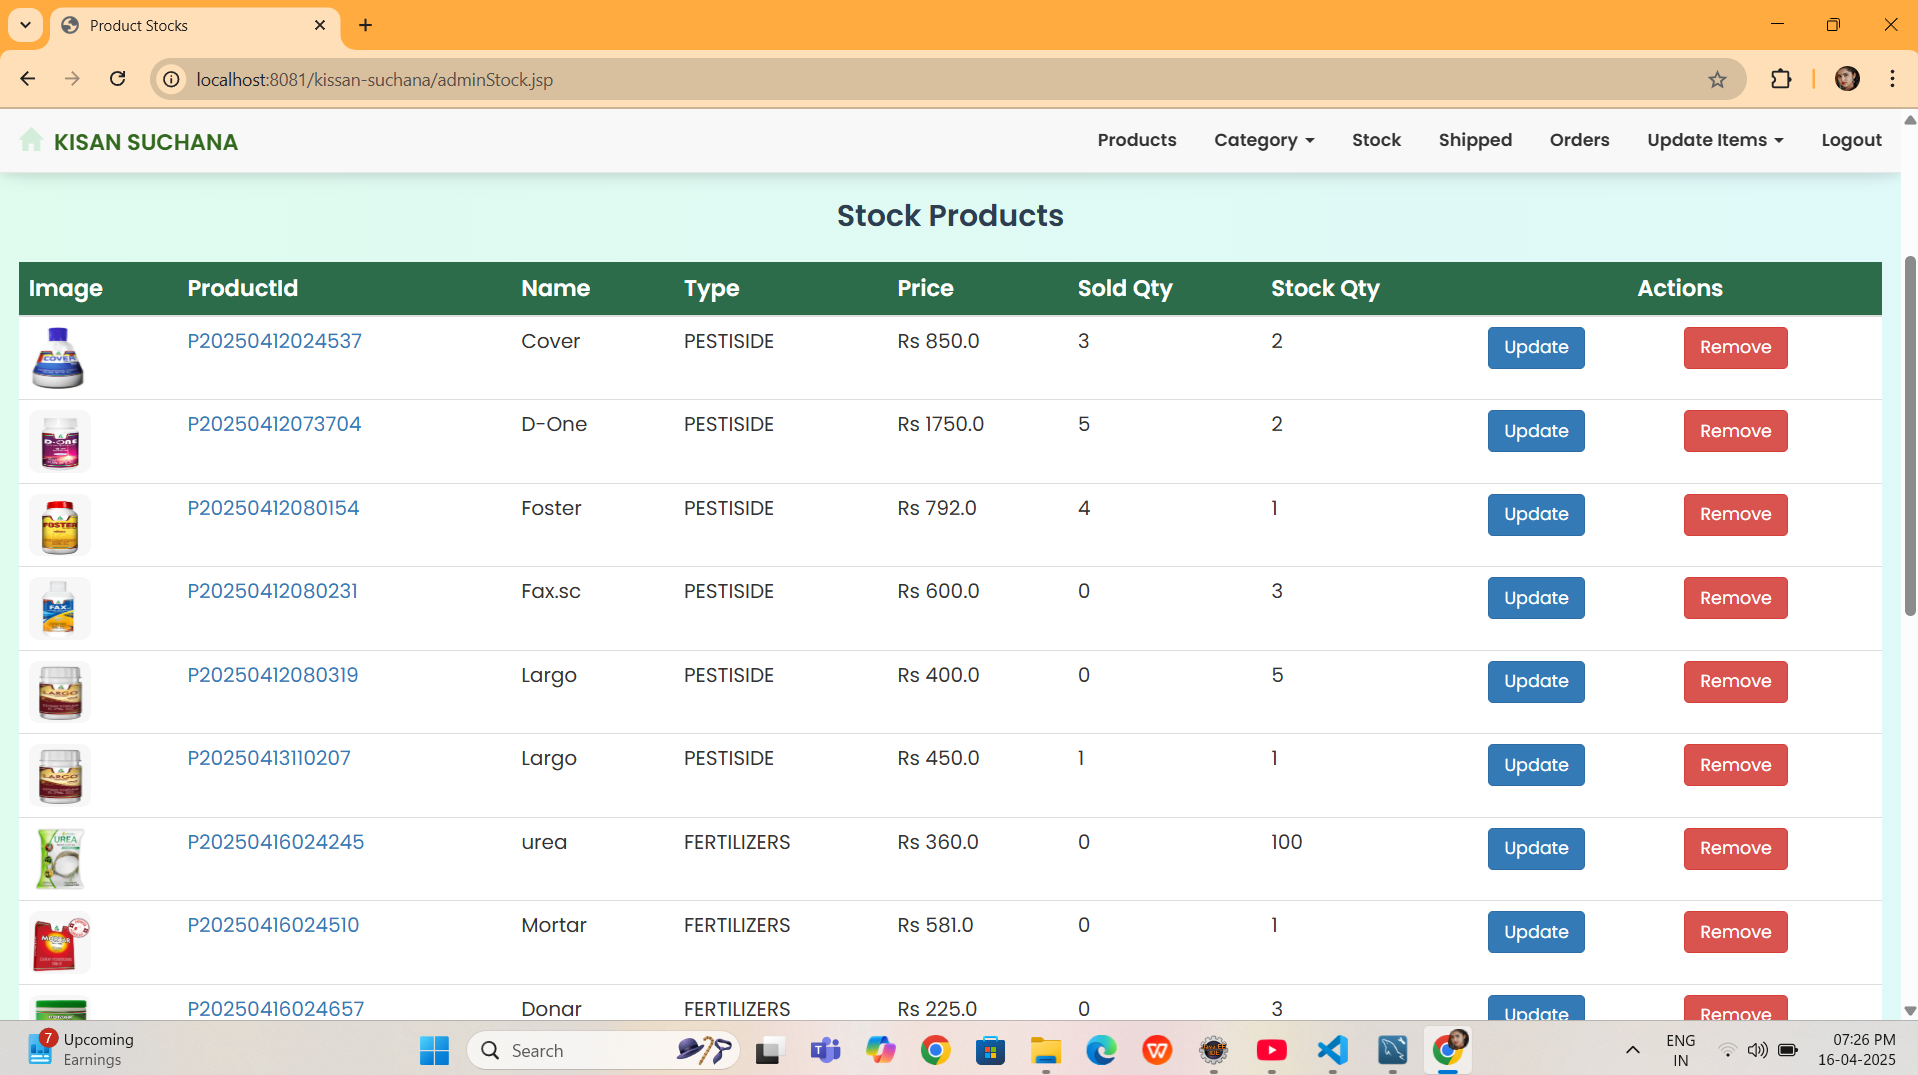 Product Stocks
localhost:8081/kissan-suchana/adminStock.jsp
KISAN SUCHANA Products Category Stock Shipped Orders Update Items Logout
Stock Products
Image ProductId Name Type Price Sold Qty Stock Qty Actions
COVER P20250412024537 Cover PESTISIDE Rs 850.0 3 2 Update Remove
D-ONE P20250412073704 D-One PESTISIDE Rs 1750.0 5 2 Update Remove
FOSTER P20250412080154 Foster PESTISIDE Rs 792.0 4 1 Update Remove
FAX P20250412080231 Fax.sc PESTISIDE Rs 600.0 0 3 Update Remove
LARGO P20250412080319 Largo PESTISIDE Rs 400.0 0 5 Update Remove
LARGO P20250413110207 Largo PESTISIDE Rs 450.0 1 1 Update Remove
UREA P20250416024245 urea FERTILIZERS Rs 360.0 0 100 Update Remove
MORTAR P20250416024510 Mortar FERTILIZERS Rs 581.0 0 1 Update Remove
P20250416024657 Donar FERTILIZERS Rs 225.0 0 3 Update Remove
7 Upcoming
Earnings
Search
ENG
IN
07:26 PM
16-04-2025